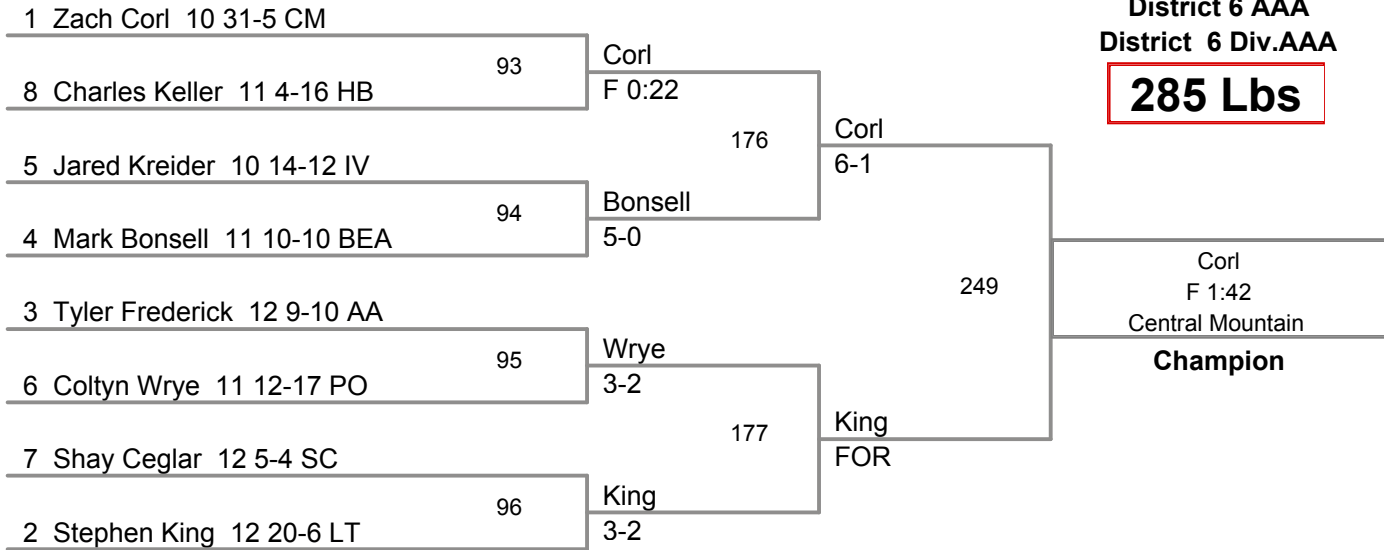 District 6 AAA
District 6 Div.AAA
285 Lbs
1 Zach Corl 10 31-5 CM
93
8 Charles Keller 11 4-16 HB
Corl
F 0:22
5 Jared Kreider 10 14-12 IV
94
4 Mark Bonsell 11 10-10 BEA
Bonsell
5-0
176
Corl
6-1
3 Tyler Frederick 12 9-10 AA
95
6 Coltyn Wrye 11 12-17 PO
Wrye
3-2
7 Shay Ceglar 12 5-4 SC
96
2 Stephen King 12 20-6 LT
King
3-2
177
King
FOR
249
Corl
F 1:42
Central Mountain
Champion